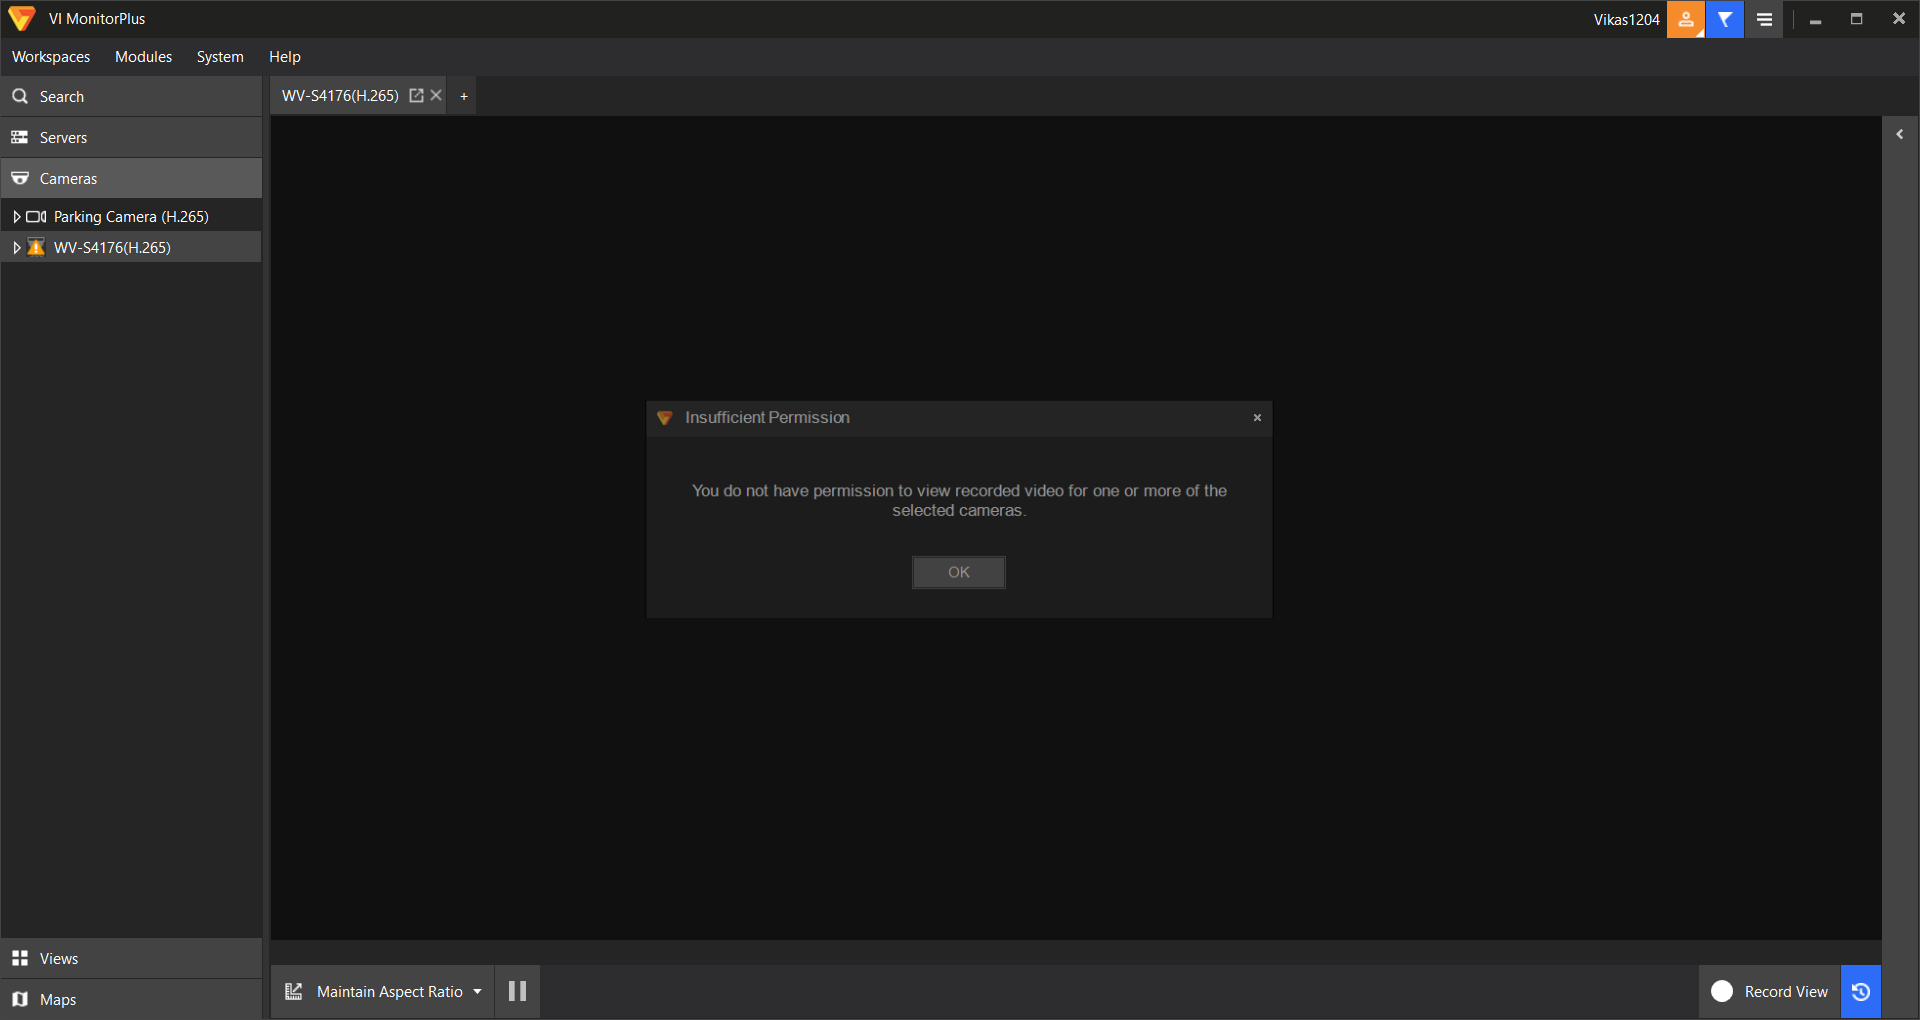 VI MonitorPlus
Vikas1204
Workspaces Modules System Help
Search
WV-S4176(H.265)
+
Servers
Cameras
Parking Camera (H.265)
WV-S4176(H.265)
Insufficient Permission
You do not have permission to view recorded video for one or more of the
selected cameras.
OK
Views
Maps
Maintain Aspect Ratio
Record View